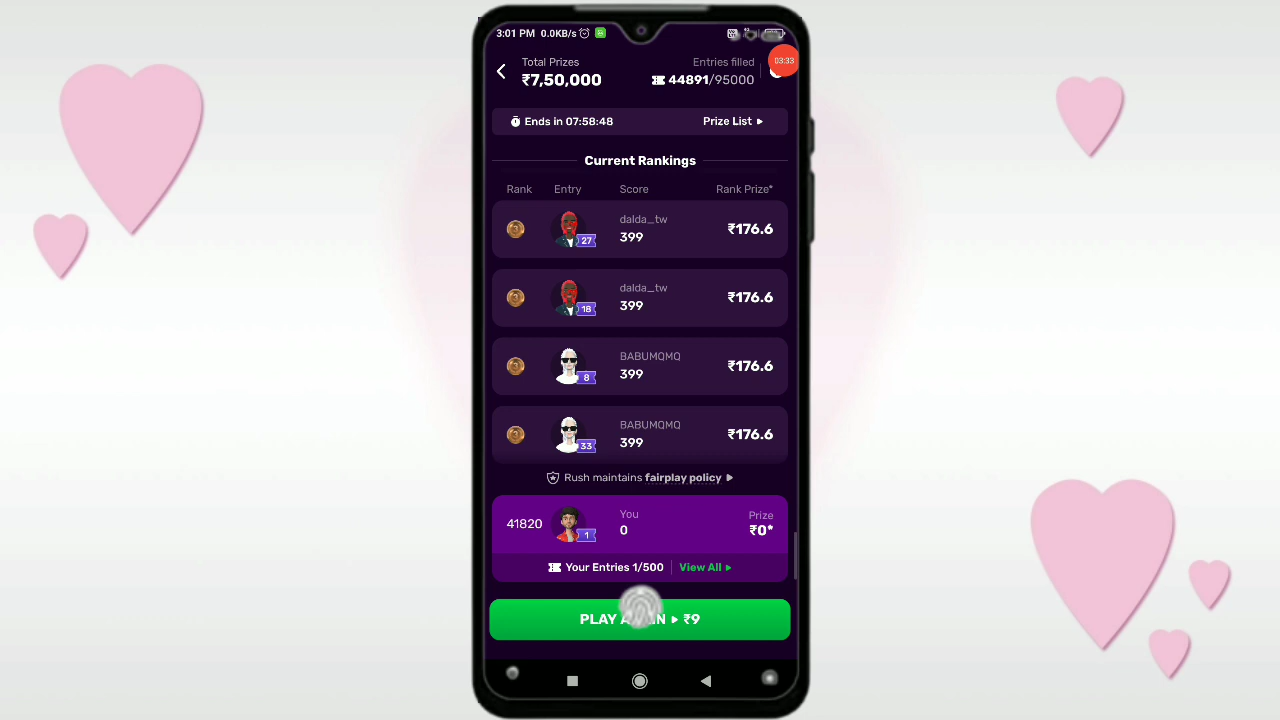 3:01 PM 0.0KB/s
03:33
Total Prizes
₹7,50,000
Entries filled
44891/95000
Ends in 07:58:48
Prize List
Current Rankings
Rank Entry Score Rank Prize*
dalda_tw
399
27
₹176.6
dalda_tw
399
18
₹176.6
BABUMQMQ
399
8
₹176.6
BABUMQMQ
399
33
₹176.6
Rush maintains fairplay policy
41820
1
You
0
Prize
₹0*
Your Entries 1/500
View All
PLAY ₹9